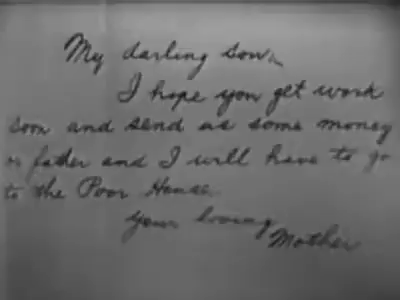 My darling son,
I hope you get work
soon and send us some money
or father and I will have to go
to the Poor House.
Your loving
Mother